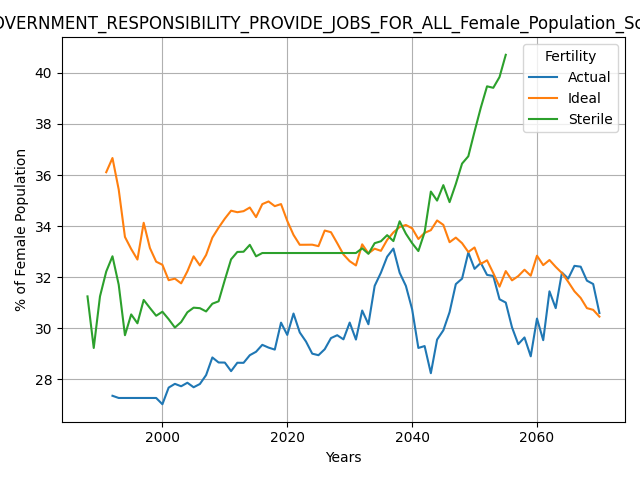 OVERNMENT_RESPONSIBILITY_PROVIDE_JOBS_FOR_ALL_Female_Population_So
Fertility
Actual
Ideal
Sterile
% of Female Population
40
38
36
34
32
30
28
2000
2020
2040
2060
Years